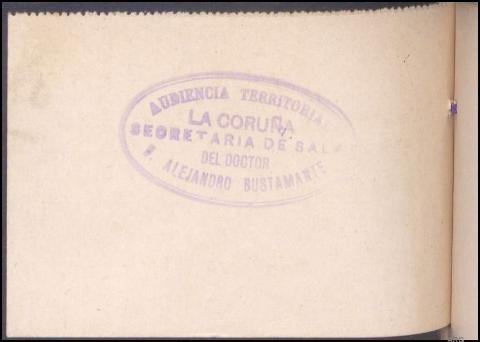 AUDIENCIA TERRITORIAL
LA CORUÑA
SECRETARIA DE SALA
DEL DOCTOR
ALEJANDRO BUSTAMANTE